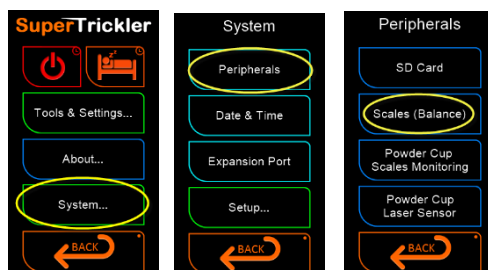 SuperTrickler
Tools & Settings...
About...
System...
BACK
System
Peripherals
Date & Time
Expansion Port
Setup...
BACK
Peripherals
SD Card
Scales (Balance)
Powder Cup
Scales Monitoring
Powder Cup
Laser Sensor
BACK